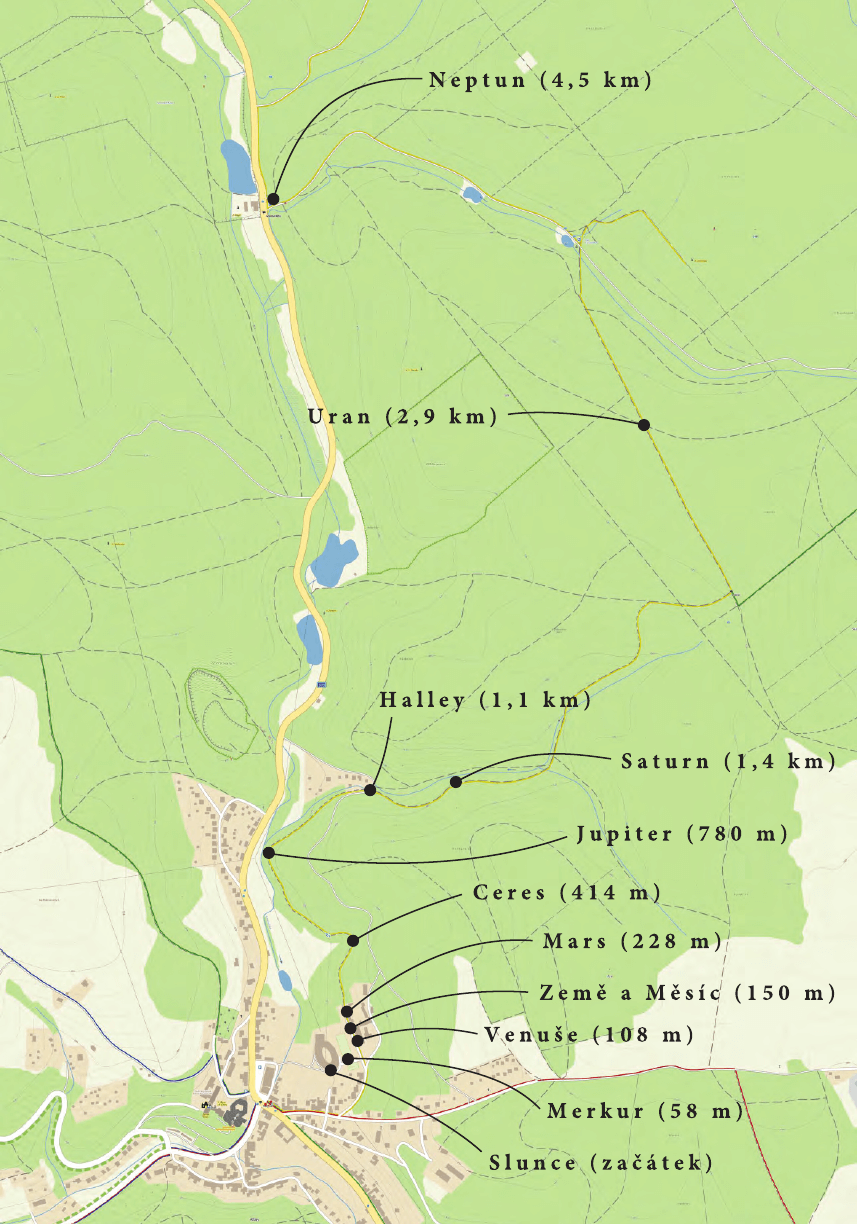 Neptun (4,5 km)
Uran (2,9 km)
Halley (1,1 km)
Saturn (1,4 km)
Jupiter (780 m)
Ceres (414 m)
Mars (228 m)
Země a Měsíc (150 m)
Venuše (108 m)
Merkur (58 m)
Slunce (začátek)